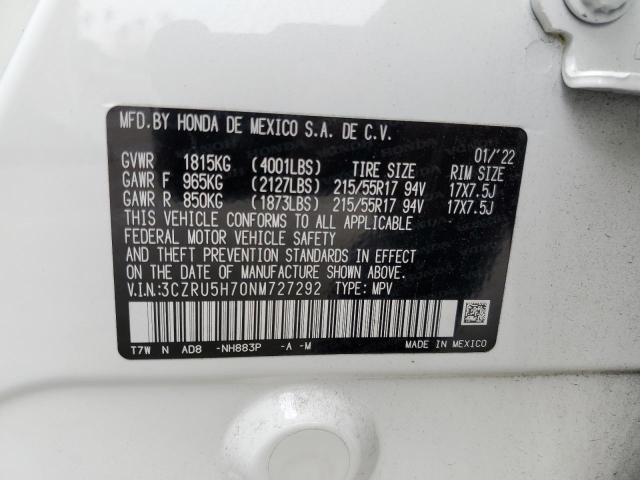 MFD. BY HONDA DE MEXICO S.A. DE C.V.
01/'22
GVWR 1815KG (4001LBS) TIRE SIZE RIM SIZE
GAWR F 965KG (2127LBS) 215/55R17 94V 17X7.5J
GAWR R 850KG (1873LBS) 215/55R17 94V 17X7.5J
THIS VEHICLE CONFORMS TO ALL APPLICABLE
FEDERAL MOTOR VEHICLE SAFETY
AND THEFT PREVENTION STANDARDS IN EFFECT
ON THE DATE OF MANUFACTURE SHOWN ABOVE.
V.I.N.:3CZRU5H70NM727292 TYPE: MPV
T7W N AD8 -NH883P -A -M MADE IN MEXICO